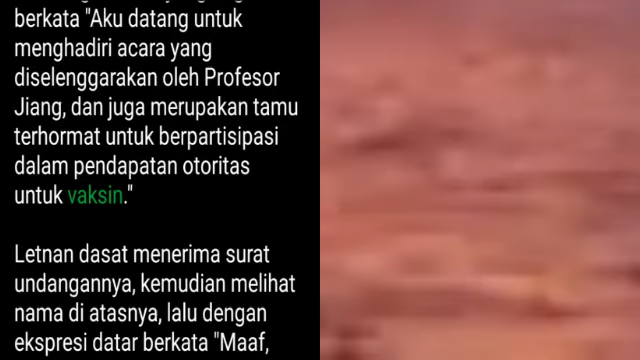 berkata "Aku datang untuk
menghadiri acara yang
diselenggarakan oleh Profesor
Jiang, dan juga merupakan tamu
terhormat untuk berpartisipasi
dalam pendapatan otoritas
untuk vaksin."
Letnan dasat menerima surat
undangannya, kemudian melihat
nama di atasnya, lalu dengan
ekspresi datar berkata "Maaf,